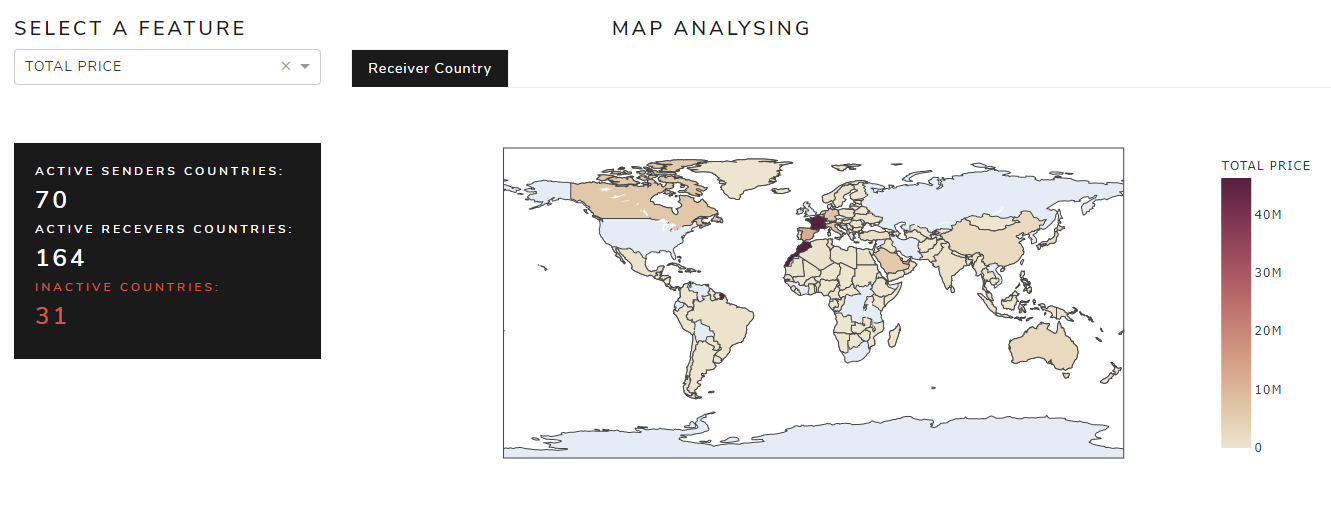 SELECT A FEATURE
MAP ANALYSING
TOTAL PRICE
Receiver Country
ACTIVE SENDERS COUNTRIES:
70
ACTIVE RECEVERS COUNTRIES:
164
INACTIVE COUNTRIES:
31
TOTAL PRICE
40M
30M
20M
10M
0